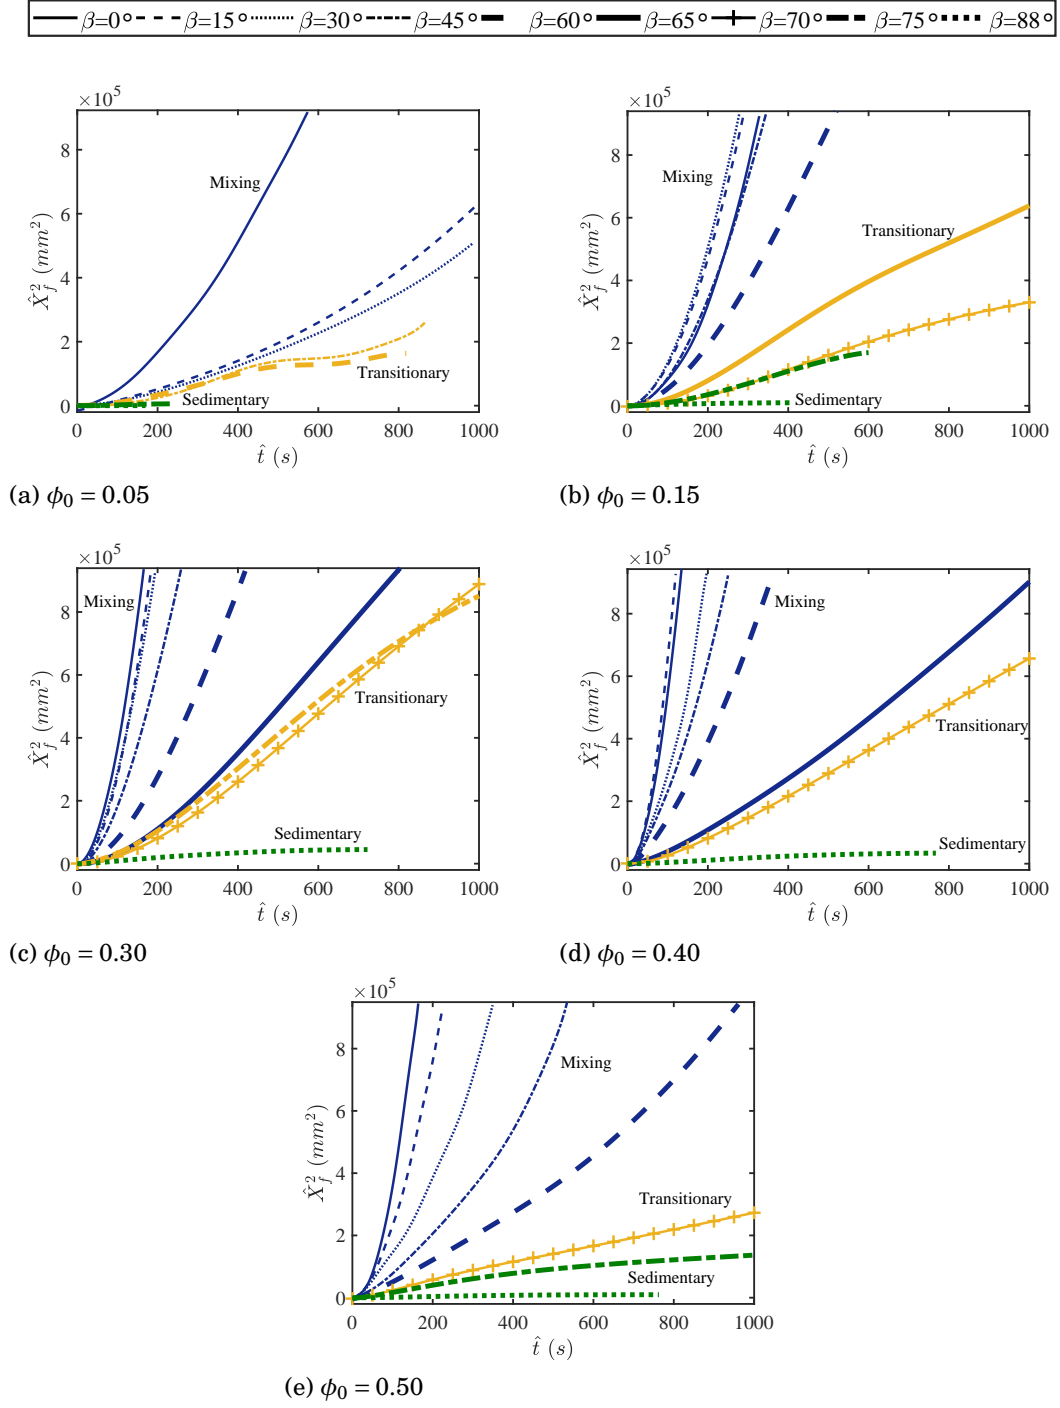 β=0° β=15° β=30° β=45° β=60° β=65° β=70° β=75° β=88°
×10⁵
8
6
4
2
0
0 200 400 600 800 1000
X̂_f² (mm²)
t̂ (s)
Mixing
Transitionary
Sedimentary
(a) ϕ₀ = 0.05
×10⁵
8
6
4
2
0
0 200 400 600 800 1000
X̂_f² (mm²)
t̂ (s)
Mixing
Transitionary
Sedimentary
(b) ϕ₀ = 0.15
×10⁵
8
6
4
2
0
0 200 400 600 800 1000
X̂_f² (mm²)
t̂ (s)
Mixing
Transitionary
Sedimentary
(c) ϕ₀ = 0.30
×10⁵
8
6
4
2
0
0 200 400 600 800 1000
X̂_f² (mm²)
t̂ (s)
Mixing
Transitionary
Sedimentary
(d) ϕ₀ = 0.40
×10⁵
8
6
4
2
0
0 200 400 600 800 1000
X̂_f² (mm²)
t̂ (s)
Mixing
Transitionary
Sedimentary
(e) ϕ₀ = 0.50